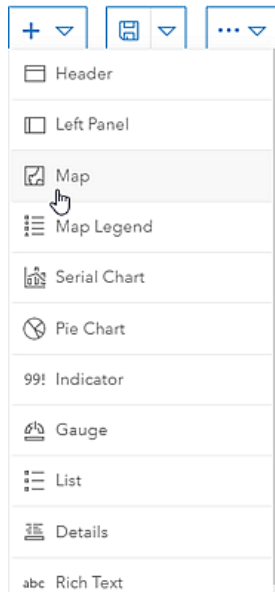 Header
Left Panel
Map
Map Legend
Serial Chart
Pie Chart
99! Indicator
Gauge
List
Details
abc Rich Text